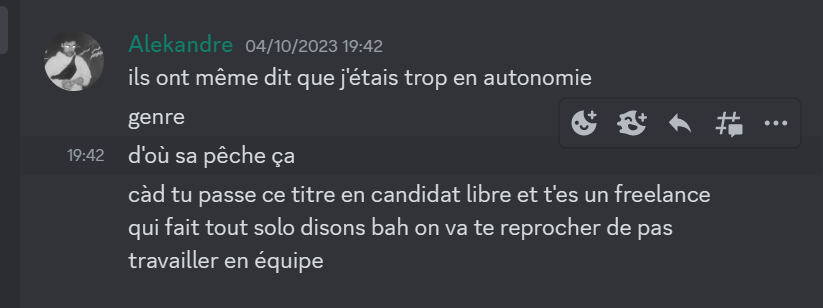 Alekandre 04/10/2023 19:42
ils ont même dit que j'étais trop en autonomie
genre
19:42 d'où sa pêche ça
càd tu passe ce titre en candidat libre et t'es un freelance
qui fait tout solo disons bah on va te reprocher de pas
travailler en équipe